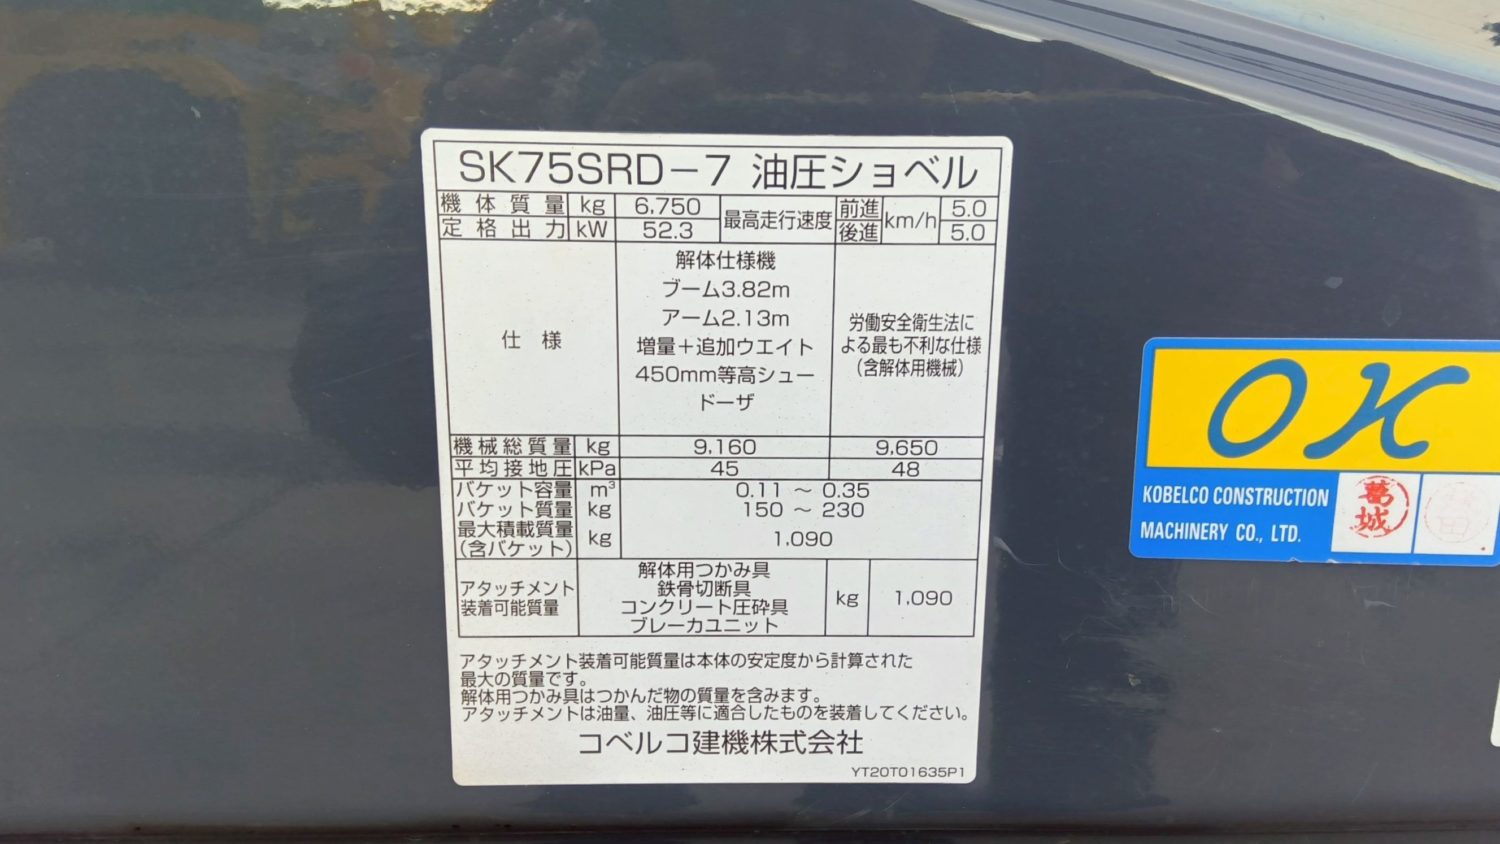 SK75SRD-7 油圧ショベル
機体質量 kg 6,750 最高走行速度 前進 km/h 5.0
定格出力 kW 52.3 後進 5.0
仕様
解体仕様機
ブーム3.82m
アーム2.13m
増量+追加ウエイト
450mm等高シュー
ドーザ
労働安全衛生法に
よる最も不利な仕様
(含解体用機械)
機械総質量 kg 9,160 9,650
平均接地圧 kPa 45 48
バケット容量 m³ 0.11 ~ 0.35
バケット質量 kg 150 ~ 230
最大積載質量
(含バケット) kg 1,090
アタッチメント
装着可能質量
解体用つかみ具
鉄骨切断具
コンクリート圧砕具
ブレーカユニット
kg 1,090
アタッチメント装着可能質量は本体の安定度から計算された
最大の質量です。
解体用つかみ具はつかんだ物の質量を含みます。
アタッチメントは油量、油圧等に適合したものを装着してください。
コベルコ建機株式会社
YT20T01635P1
OK
KOBELCO CONSTRUCTION
MACHINERY CO., LTD.
葛城